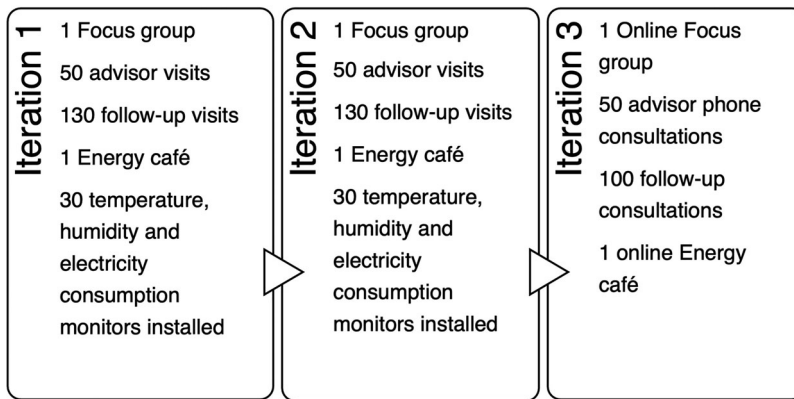 Iteration 1
1 Focus group
50 advisor visits
130 follow-up visits
1 Energy café
30 temperature,
humidity and
electricity
consumption
monitors installed
Iteration 2
1 Focus group
50 advisor visits
130 follow-up visits
1 Energy café
30 temperature,
humidity and
electricity
consumption
monitors installed
Iteration 3
1 Online Focus
group
50 advisor phone
consultations
100 follow-up
consultations
1 online Energy
café